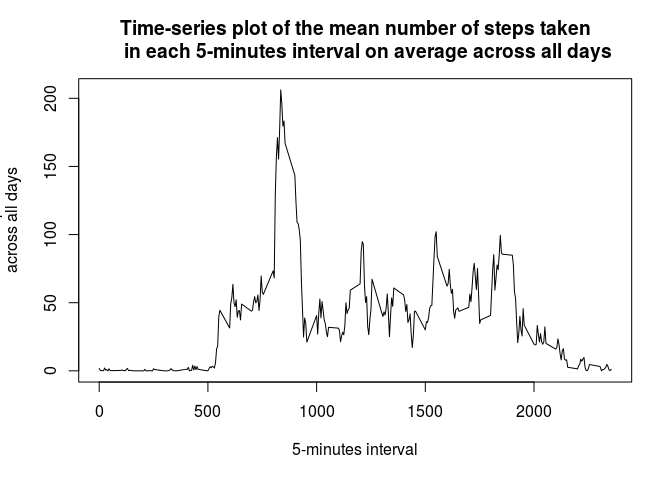 Time-series plot of the mean number of steps taken
in each 5-minutes interval on average across all days
across all days
200
150
100
50
0
0 500 1000 1500 2000
5-minutes interval